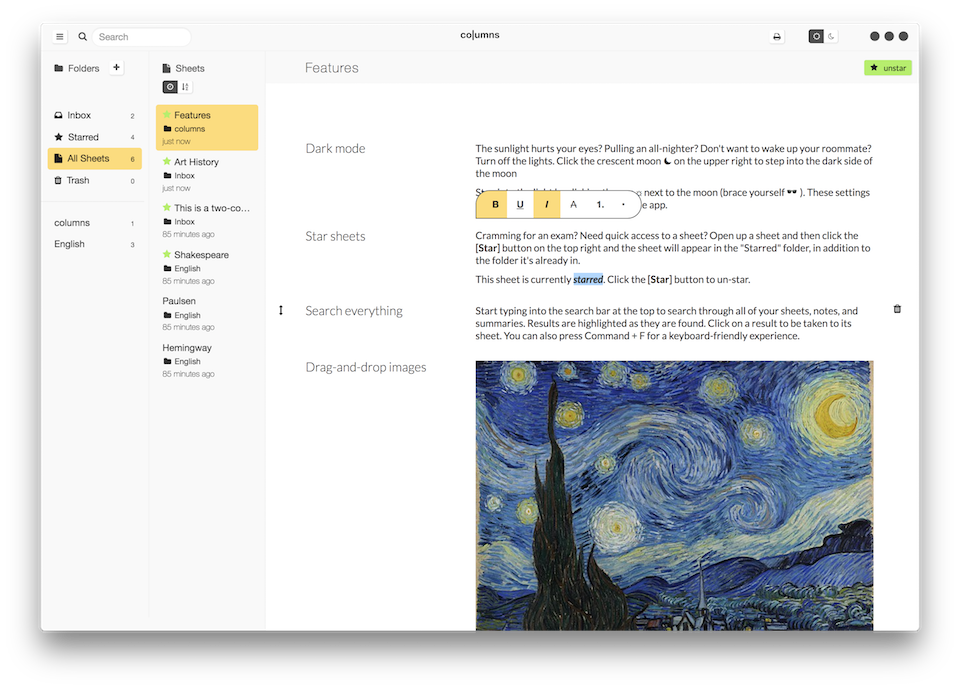 Search
co|umns
Folders
+
Inbox 2
Starred 4
All Sheets 6
Trash 0
columns 1
English 3
Sheets
Features
columns
just now
Art History
Inbox
just now
This is a two-co...
Inbox
85 minutes ago
Shakespeare
English
85 minutes ago
Paulsen
English
85 minutes ago
Hemingway
English
85 minutes ago
Features
unstar
Dark mode
The sunlight hurts your eyes? Pulling an all-nighter? Don't want to wake up your roommate?
Turn off the lights. Click the crescent moon on the upper right to step into the dark side of
the moon
next to the moon (brace yourself 🕶 ). These settings
app.
B U I A 1. ·
Star sheets
Cramming for an exam? Need quick access to a sheet? Open up a sheet and then click the
[Star] button on the top right and the sheet will appear in the "Starred" folder, in addition to
the folder it's already in.
This sheet is currently starred. Click the [Star] button to un-star.
Search everything
Start typing into the search bar at the top to search through all of your sheets, notes, and
summaries. Results are highlighted as they are found. Click on a result to be taken to its
sheet. You can also press Command + F for a keyboard-friendly experience.
Drag-and-drop images